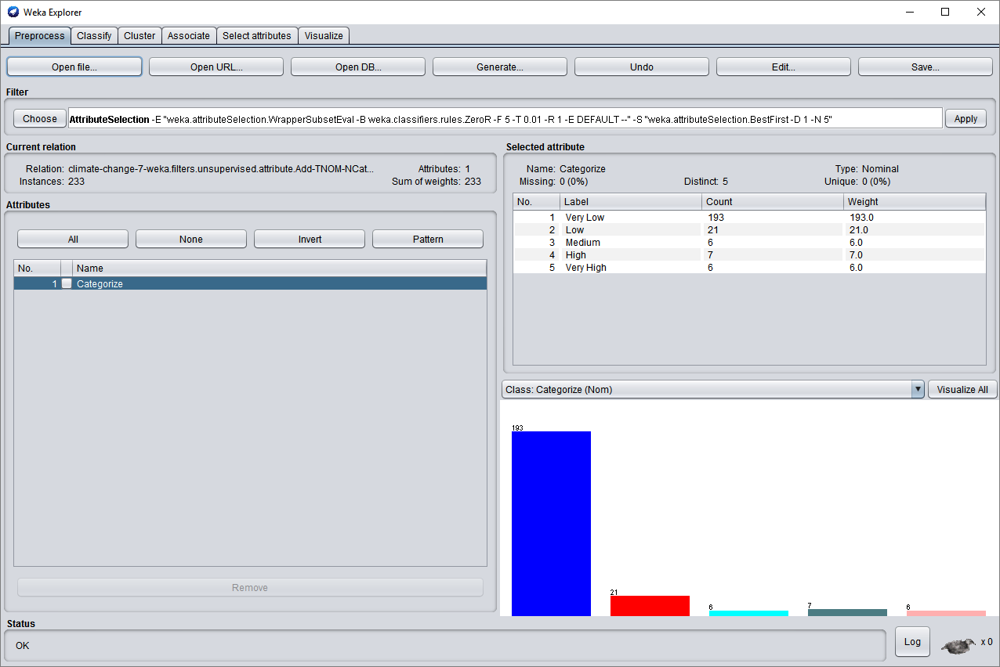 Weka Explorer
Preprocess Classify Cluster Associate Select attributes Visualize
Open file... Open URL... Open DB... Generate... Undo Edit... Save...
Filter
Choose AttributeSelection -E "weka.attributeSelection.WrapperSubsetEval -B weka.classifiers.rules.ZeroR -F 5 -T 0.01 -R 1 -E DEFAULT --" -S "weka.attributeSelection.BestFirst -D 1 -N 5" Apply
Current relation
Relation: climate-change-7-weka.filters.unsupervised.attribute.Add-TNOM-NCat... Attributes: 1
Instances: 233 Sum of weights: 233
Attributes
All None Invert Pattern
No. Name
1 Categorize
Remove
Selected attribute
Name: Categorize Type: Nominal
Missing: 0 (0%) Distinct: 5 Unique: 0 (0%)
No. Label Count Weight
1 Very Low 193 193.0
2 Low 21 21.0
3 Medium 6 6.0
4 High 7 7.0
5 Very High 6 6.0
Class: Categorize (Nom) Visualize All
193
21
6
7
6
Status
OK Log x 0